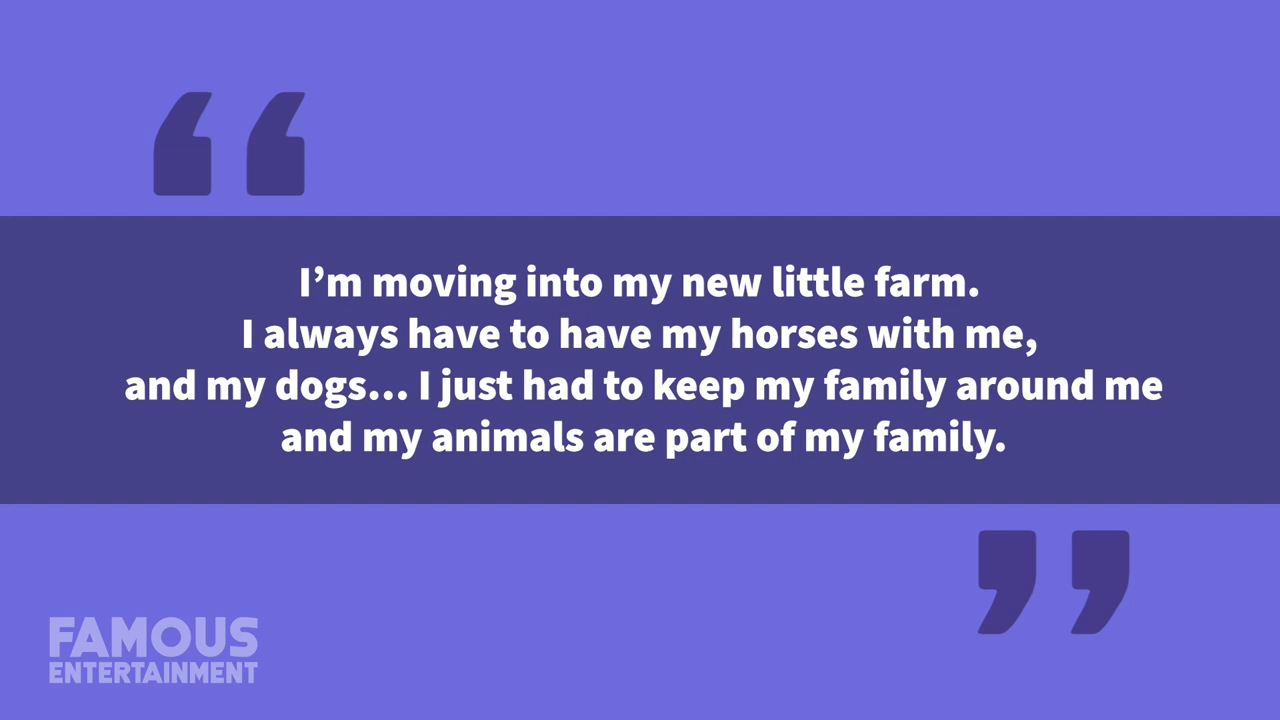 “
I’m moving into my new little farm.
I always have to have my horses with me,
and my dogs... I just had to keep my family around me
and my animals are part of my family.
”
FAMOUS
ENTERTAINMENT